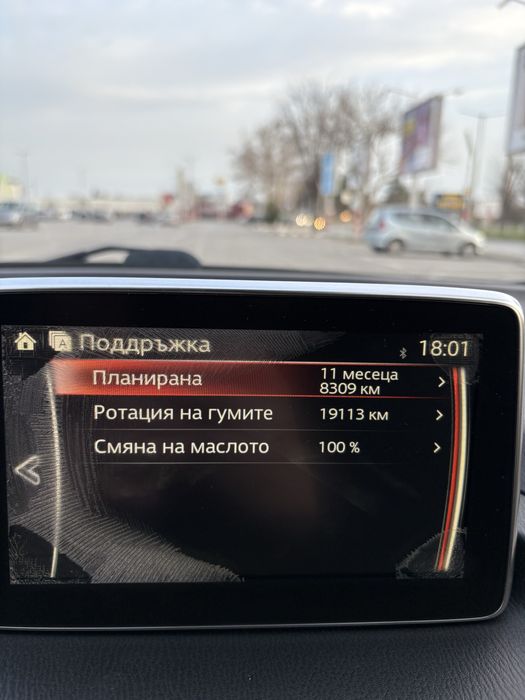 Поддръжка
18:01
Планирана
11 месеца
8309 км
Ротация на гумите
19113 км
Смяна на маслото
100 %